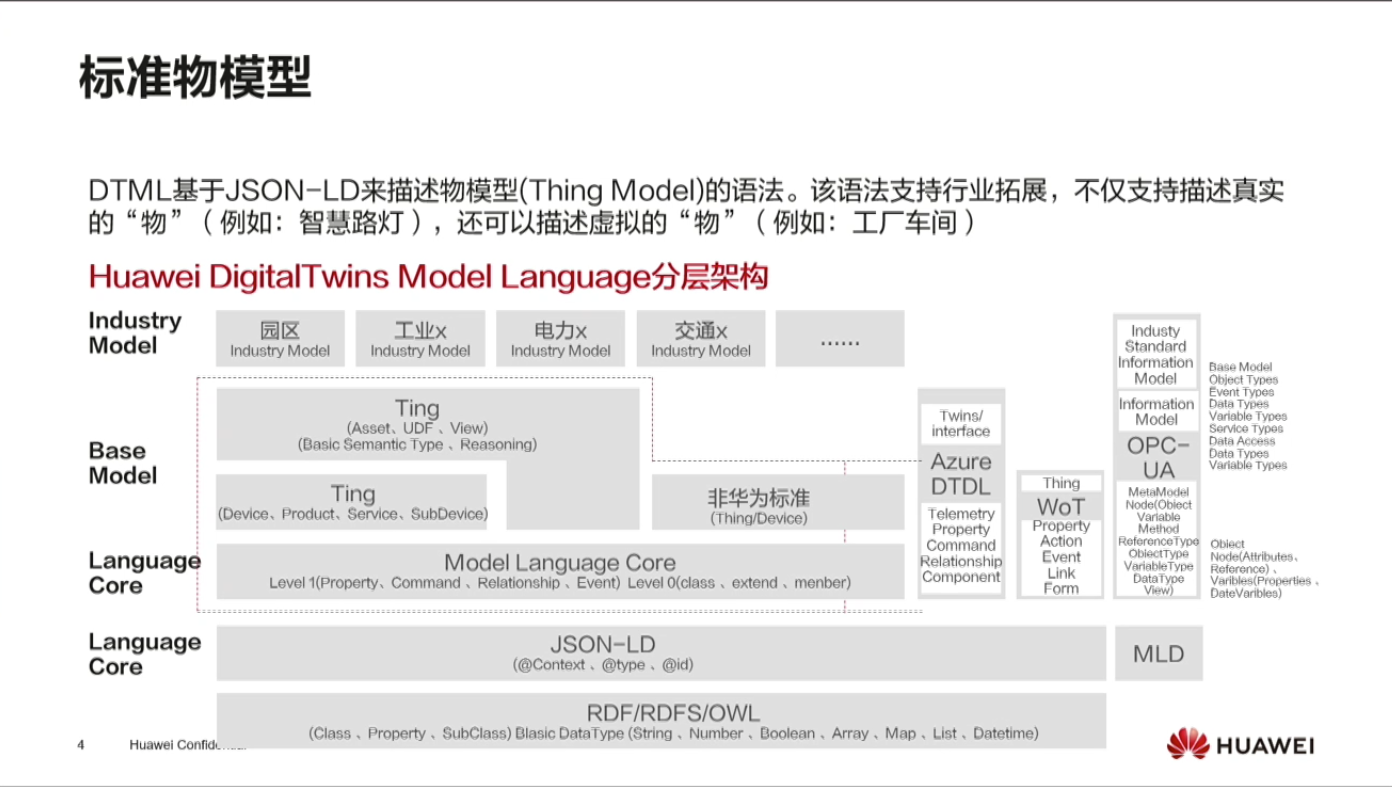 标准物模型
DTML基于JSON-LD来描述物模型(Thing Model)的语法。该语法支持行业拓展，不仅支持描述真实
的“物”（例如：智慧路灯），还可以描述虚拟的“物”（例如：工厂车间）
Huawei DigitalTwins Model Language分层架构
Industry
Model
园区
Industry Model
工业x
Industry Model
电力x
Industry Model
交通x
Industry Model
......
Base
Model
Ting
(Asset、UDF、View)
(Basic Semantic Type、Reasoning)
Ting
(Device、Product、Service、SubDevice)
非华为标准
(Thing/Device)
Language
Core
Model Language Core
Level 1(Property、Command、Relationship、Event) Level 0(class、extend、menber)
Twins/
interface
Azure
DTDL
Telemetry
Property
Command
Relationship
Component
Thing
WoT
Property
Action
Event
Link
Form
Industy
Standard
Information
Model
Information
Model
OPC-
UA
MetaModel
Node(Object
Variable
Method
ReferenceType
ObjectType
VariableType
DataType
View)
Base Model
Object Types
Event Types
Data Types
Variable Types
Service Types
Data Access
Data Types
Variable Types
Object
Node(Attributes、
Reference)、
Varibles(Properties、
DateVaribles)
Language
Core
JSON-LD
(@Context、@type、@id)
MLD
RDF/RDFS/OWL
(Class、Property、SubClass) Blasic DataType (String、Number、Boolean、Array、Map、List、Datetime)
4
Huawei
HUAWEI